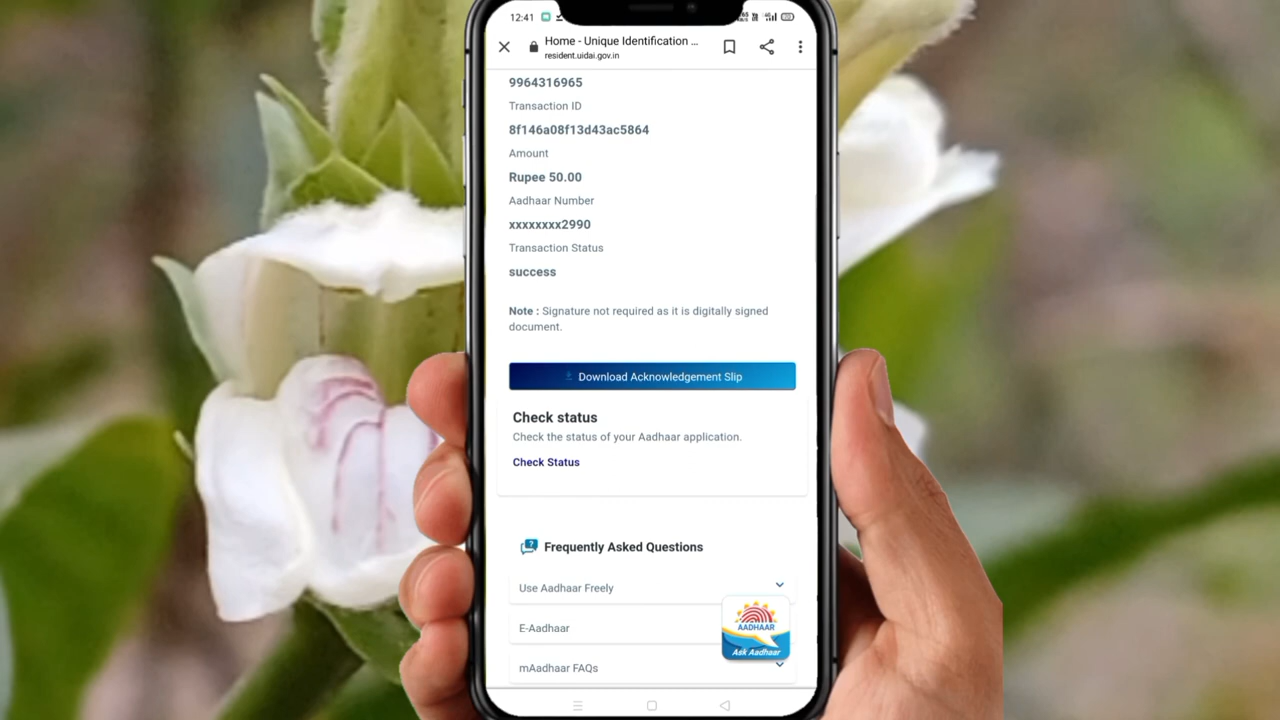 12:41
Home - Unique Identification ...
resident.uidai.gov.in
9964316965
Transaction ID
8f146a08f13d43ac5864
Amount
Rupee 50.00
Aadhaar Number
xxxxxxxx2990
Transaction Status
success
Note : Signature not required as it is digitally signed
document.
Download Acknowledgement Slip
Check status
Check the status of your Aadhaar application.
Check Status
Frequently Asked Questions
Use Aadhaar Freely
E-Aadhaar
AADHAAR
Ask Aadhaar
mAadhaar FAQs